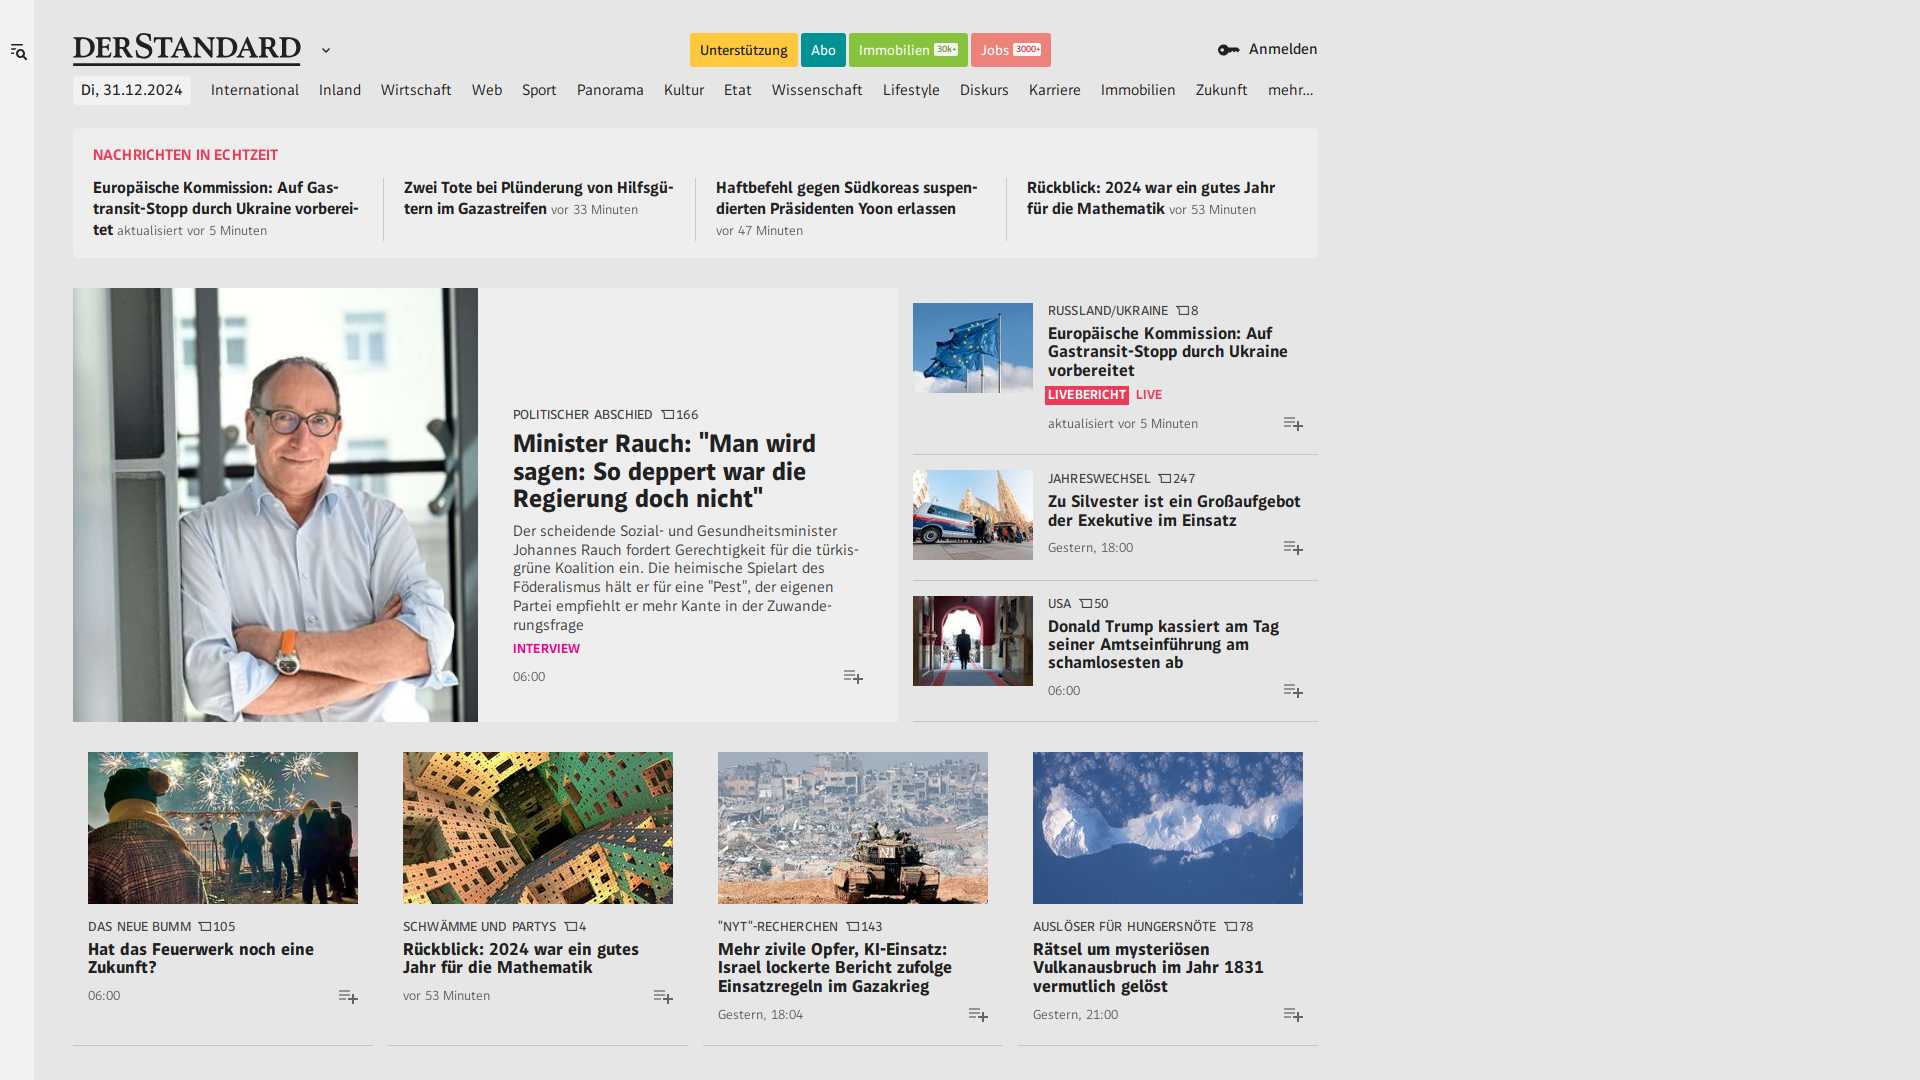 DERSTANDARD
Unterstützung
Abo
Immobilien 30k+
Jobs 3000+
Anmelden
Di, 31.12.2024
International
Inland
Wirtschaft
Web
Sport
Panorama
Kultur
Etat
Wissenschaft
Lifestyle
Diskurs
Karriere
Immobilien
Zukunft
mehr...
NACHRICHTEN IN ECHTZEIT
Europäische Kommission: Auf Gas-
transit-Stopp durch Ukraine vorberei-
tet aktualisiert vor 5 Minuten
Zwei Tote bei Plünderung von Hilfsgü-
tern im Gazastreifen vor 33 Minuten
Haftbefehl gegen Südkoreas suspen-
dierten Präsidenten Yoon erlassen
vor 47 Minuten
Rückblick: 2024 war ein gutes Jahr
für die Mathematik vor 53 Minuten
POLITISCHER ABSCHIED 166
Minister Rauch: "Man wird
sagen: So deppert war die
Regierung doch nicht"
Der scheidende Sozial- und Gesundheitsminister
Johannes Rauch fordert Gerechtigkeit für die türkis-
grüne Koalition ein. Die heimische Spielart des
Föderalismus hält er für eine "Pest", der eigenen
Partei empfiehlt er mehr Kante in der Zuwande-
rungsfrage
INTERVIEW
06:00
RUSSLAND/UKRAINE 8
Europäische Kommission: Auf
Gastransit-Stopp durch Ukraine
vorbereitet
LIVEBERICHT LIVE
aktualisiert vor 5 Minuten
JAHRESWECHSEL 247
Zu Silvester ist ein Großaufgebot
der Exekutive im Einsatz
Gestern, 18:00
USA 50
Donald Trump kassiert am Tag
seiner Amtseinführung am
schamlosesten ab
06:00
DAS NEUE BUMM 105
Hat das Feuerwerk noch eine
Zukunft?
06:00
SCHWÄMME UND PARTYS 4
Rückblick: 2024 war ein gutes
Jahr für die Mathematik
vor 53 Minuten
"NYT"-RECHERCHEN 143
Mehr zivile Opfer, KI-Einsatz:
Israel lockerte Bericht zufolge
Einsatzregeln im Gazakrieg
Gestern, 18:04
AUSLÖSER FÜR HUNGERSNÖTE 78
Rätsel um mysteriösen
Vulkanausbruch im Jahr 1831
vermutlich gelöst
Gestern, 21:00